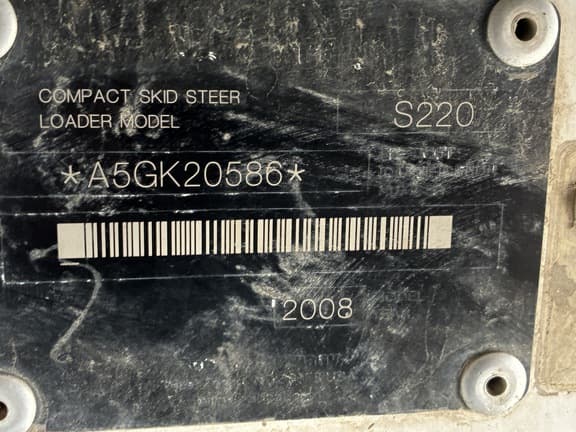 COMPACT SKID STEER
LOADER MODEL
S220
*A5GK20586*
2008